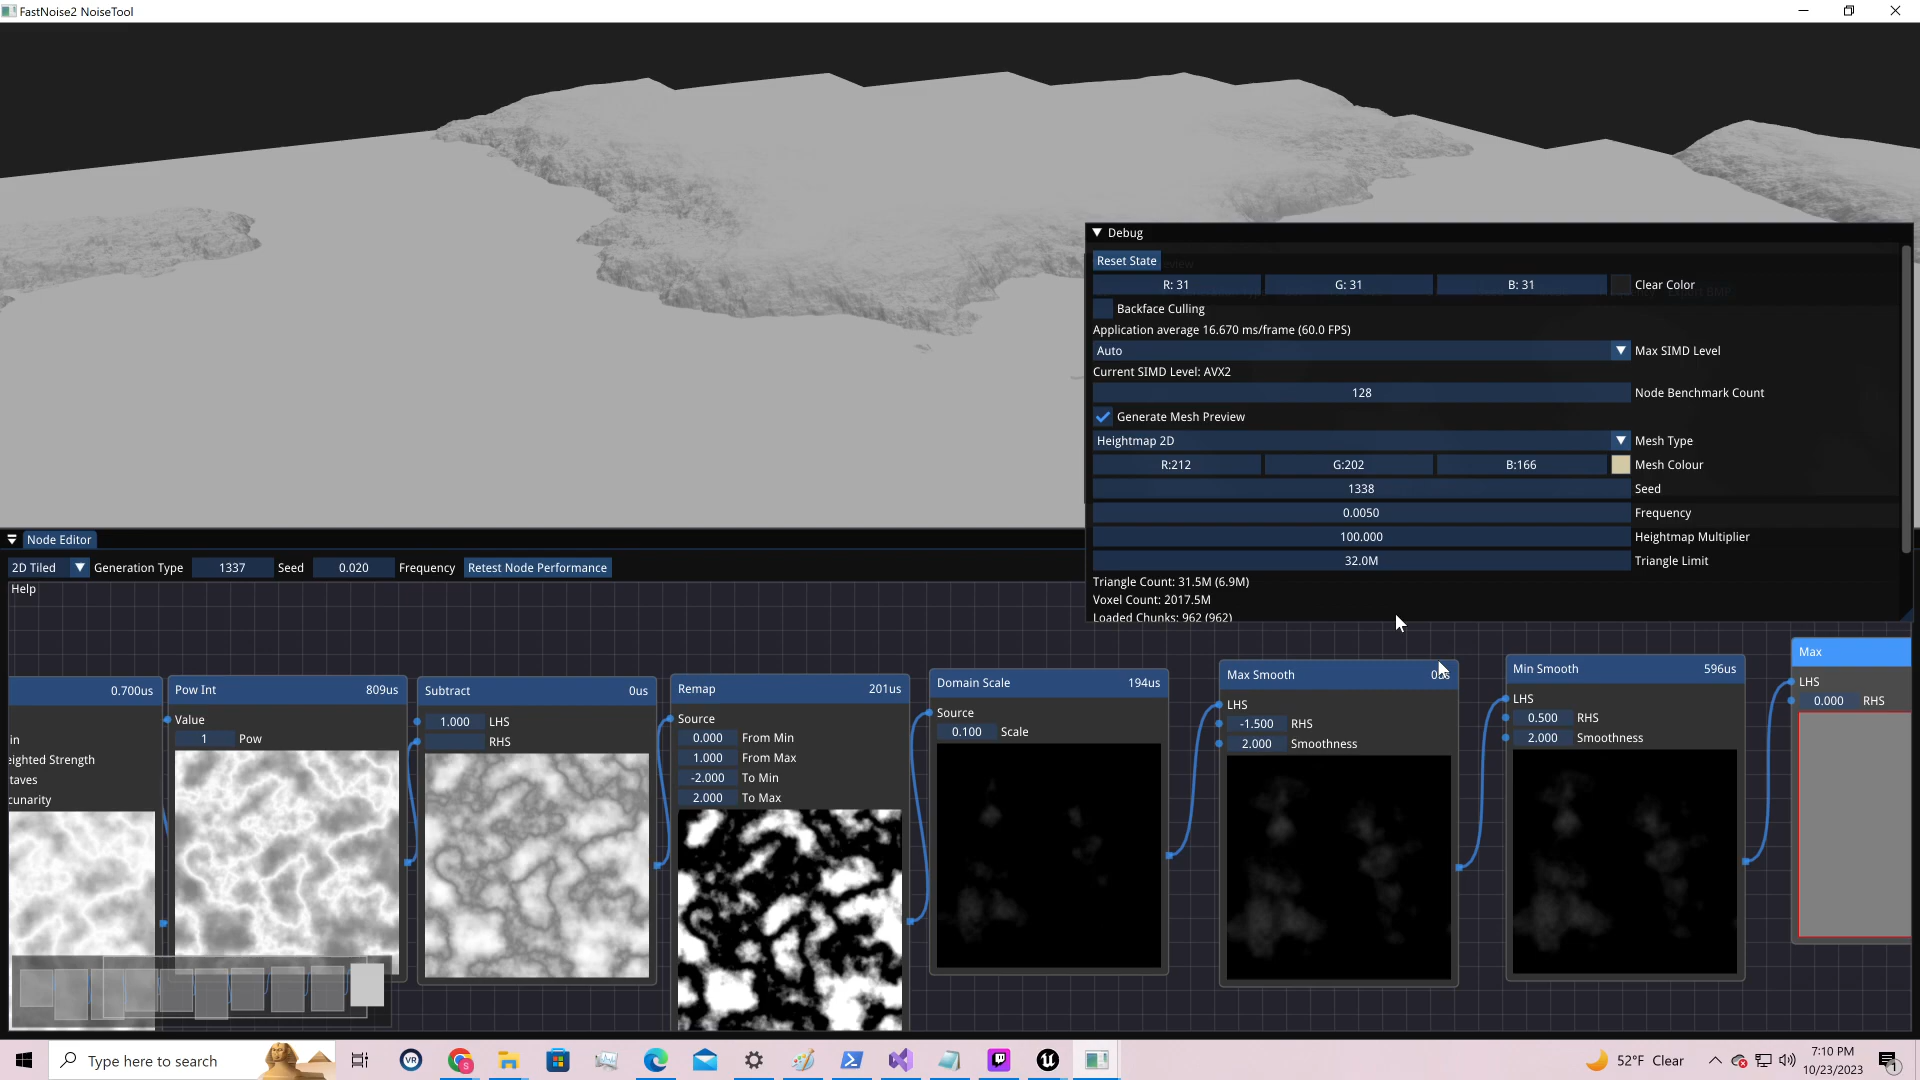 FastNoise2 NoiseTool
Debug
Reset State
R: 31 G: 31 B: 31 Clear Color
Backface Culling
Application average 16.670 ms/frame (60.0 FPS)
Auto Max SIMD Level
Current SIMD Level: AVX2
128 Node Benchmark Count
Generate Mesh Preview
Heightmap 2D Mesh Type
R:212 G:202 B:166 Mesh Colour
1338 Seed
0.0050 Frequency
100.000 Heightmap Multiplier
32.0M Triangle Limit
Triangle Count: 31.5M (6.9M)
Voxel Count: 2017.5M
Loaded Chunks: 962 (962)
Node Editor
2D Tiled Generation Type 1337 Seed 0.020 Frequency Retest Node Performance
Help
0.700us
in
eighted Strength
taves
cunarity
Pow Int 809us
Value
1 Pow
Subtract 0us
1.000 LHS
RHS
Remap 201us
Source
0.000 From Min
1.000 From Max
-2.000 To Min
2.000 To Max
Domain Scale 194us
Source
0.100 Scale
Max Smooth
LHS
-1.500 RHS
2.000 Smoothness
Min Smooth 596us
LHS
0.500 RHS
2.000 Smoothness
Max
LHS
0.000 RHS
Type here to search
VR
S
52°F Clear
7:10 PM
10/23/2023
1